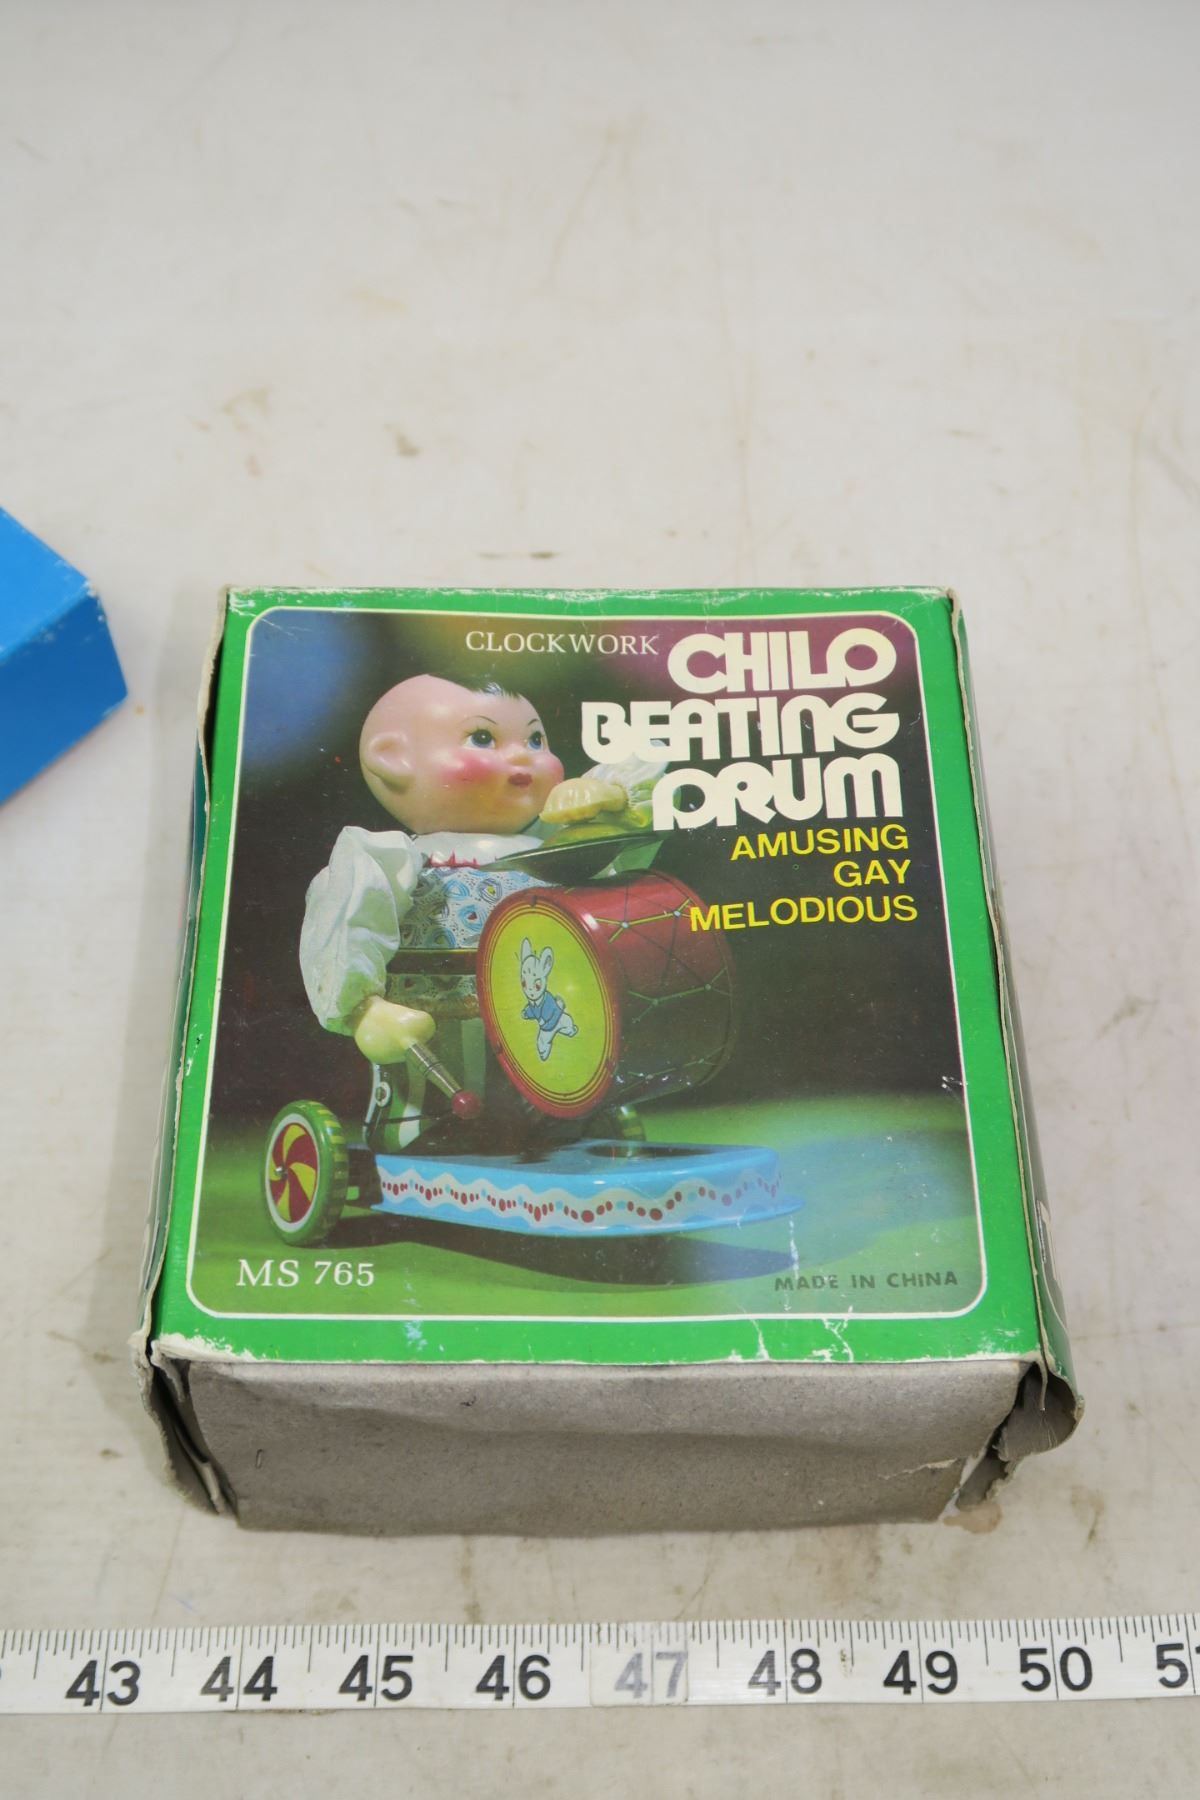 CLOCKWORK
CHILD
BEATING
DRUM
AMUSING
GAY
MELODIOUS
MS 765
MADE IN CHINA
43 44 45 46 47 48 49 50